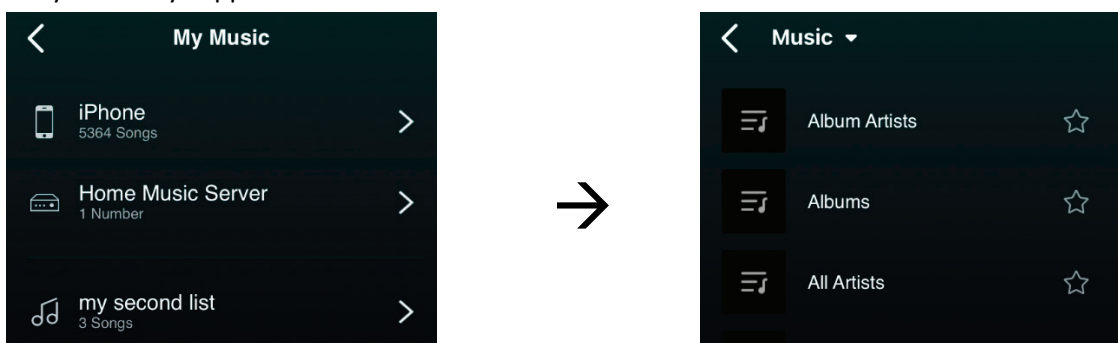 My Music
iPhone
5364 Songs
Home Music Server
1 Number
my second list
3 Songs
Music
Album Artists
Albums
All Artists